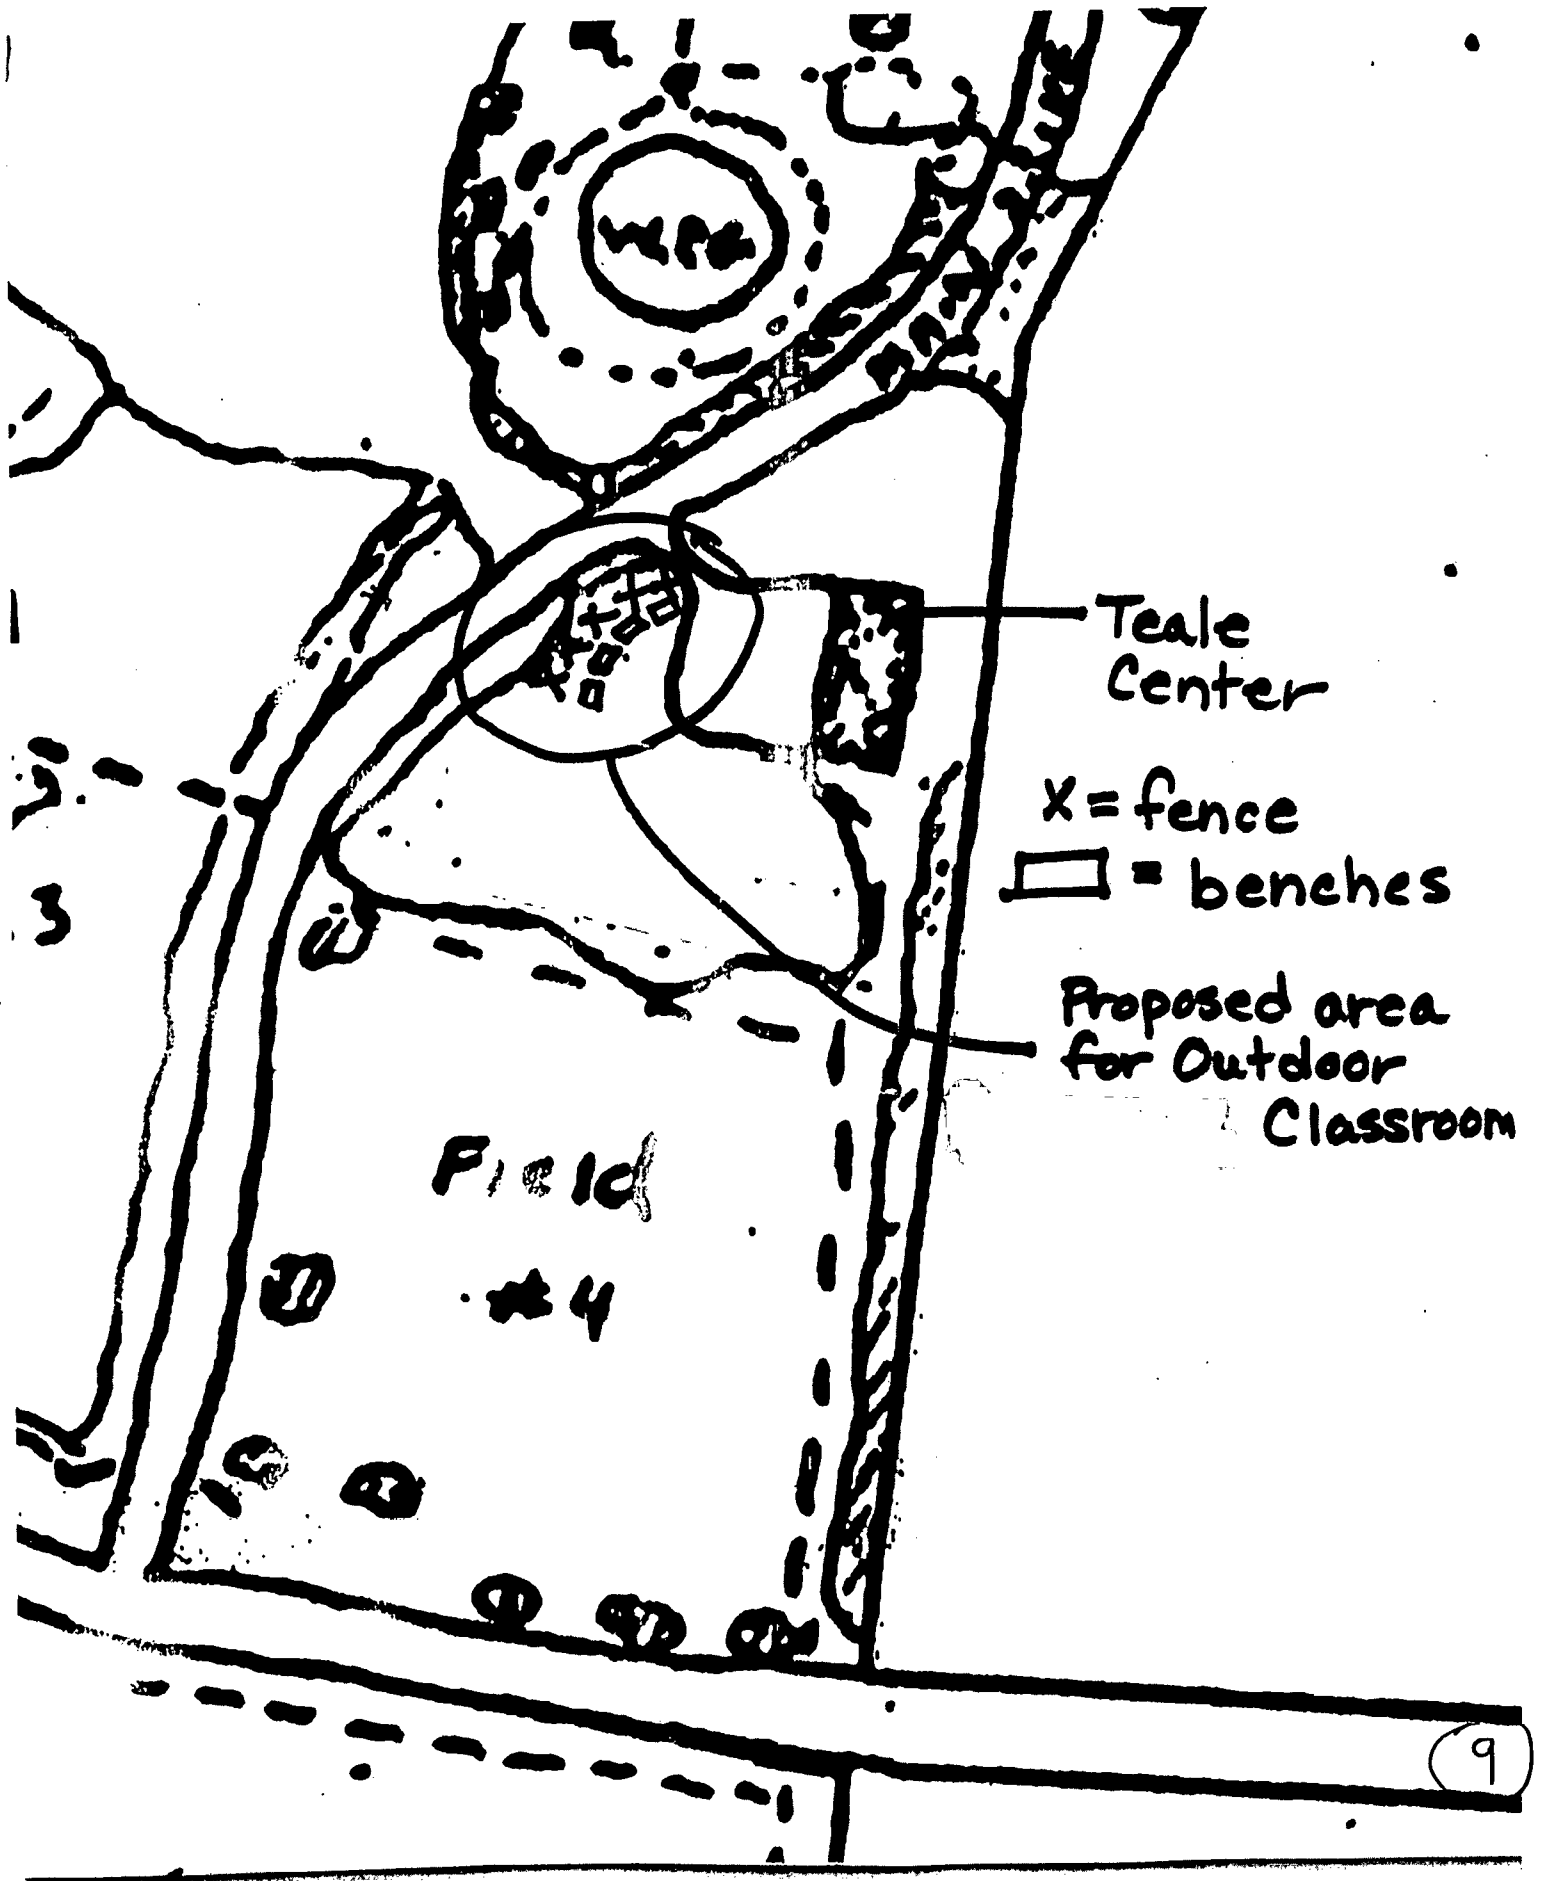 Teale
Center
X = fence
= benches
Proposed area
for Outdoor
Classroom
3
Field
#4
9